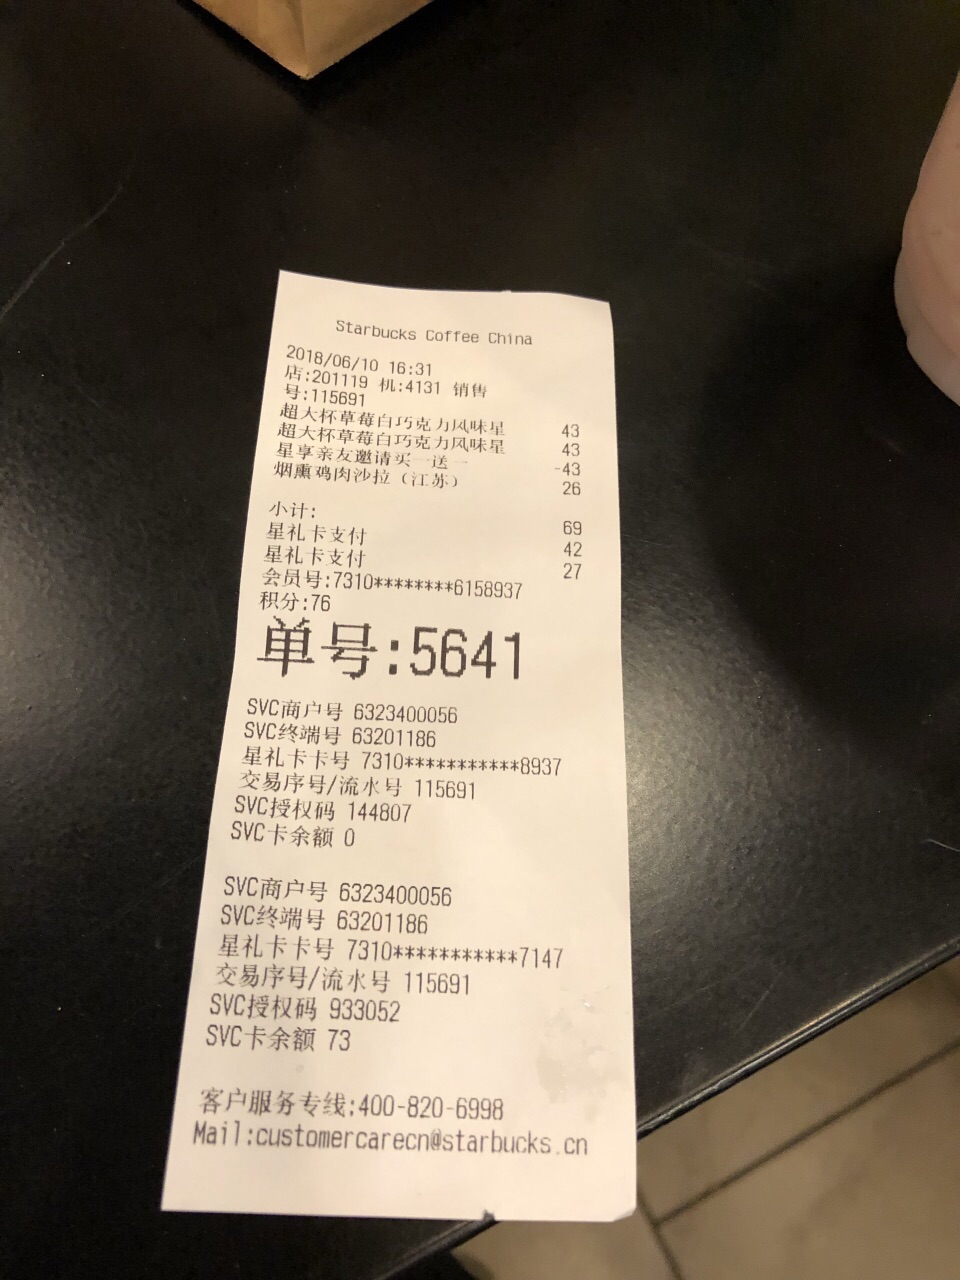 Starbucks Coffee China
2018/06/10 16:31
店:201119 机:4131 销售
号:115691
超大杯草莓白巧克力风味星 43
超大杯草莓白巧克力风味星 43
星享亲友邀请买一送一 -43
烟熏鸡肉沙拉（江苏） 26
小计: 69
星礼卡支付 42
星礼卡支付 27
会员号:7310********6158937
积分:76
单号:5641
SVC商户号 6323400056
SVC终端号 63201186
星礼卡卡号 7310***********8937
交易序号/流水号 115691
SVC授权码 144807
SVC卡余额 0
SVC商户号 6323400056
SVC终端号 63201186
星礼卡卡号 7310***********7147
交易序号/流水号 115691
SVC授权码 933052
SVC卡余额 73
客户服务专线:400-820-6998
Mail:customercarecn@starbucks.cn